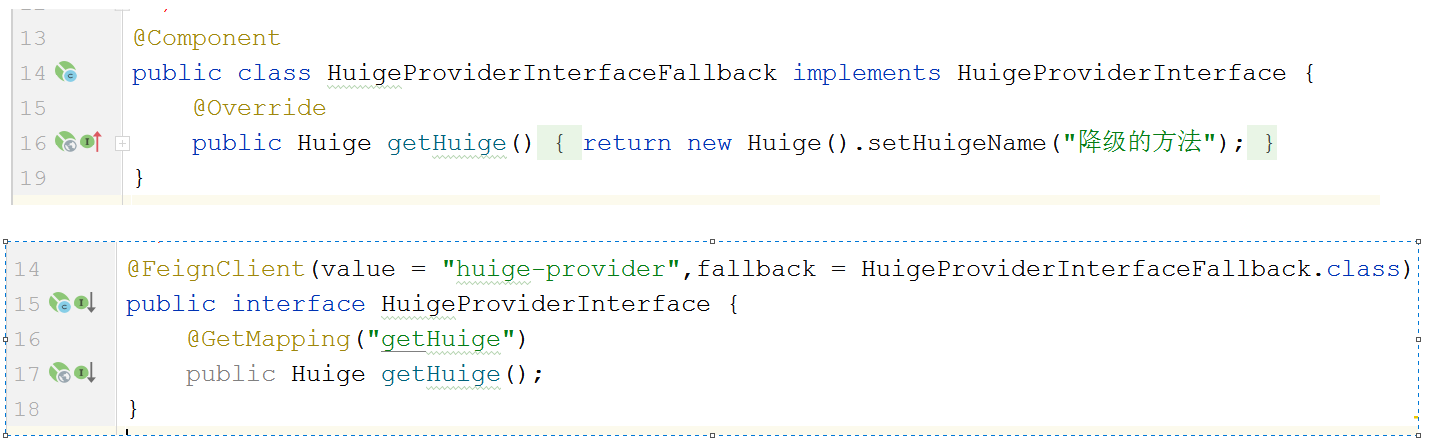 13 @Component
14 public class HuigeProviderInterfaceFallback implements HuigeProviderInterface {
15 @Override
16 public Huige getHuige() { return new Huige().setHuigeName("降级的方法"); }
19 }
14 @FeignClient(value = "huige-provider",fallback = HuigeProviderInterfaceFallback.class)
15 public interface HuigeProviderInterface {
16 @GetMapping("getHuige")
17 public Huige getHuige();
18 }